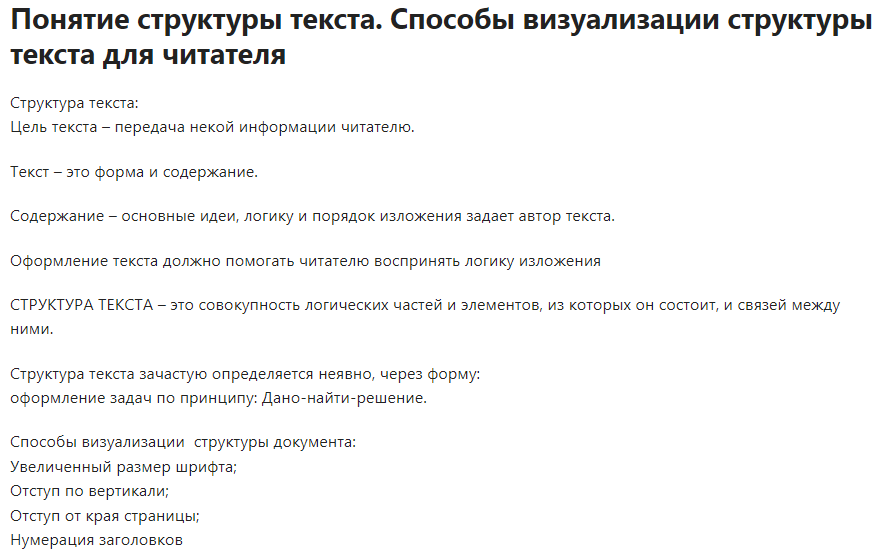 Понятие структуры текста. Способы визуализации структуры
текста для читателя
Структура текста:
Цель текста – передача некой информации читателю.
Текст – это форма и содержание.
Содержание – основные идеи, логику и порядок изложения задает автор текста.
Оформление текста должно помогать читателю воспринять логику изложения
СТРУКТУРА ТЕКСТА – это совокупность логических частей и элементов, из которых он состоит, и связей между
ними.
Структура текста зачастую определяется неявно, через форму:
оформление задач по принципу: Дано-найти-решение.
Способы визуализации  структуры документа:
Увеличенный размер шрифта;
Отступ по вертикали;
Отступ от края страницы;
Нумерация заголовков